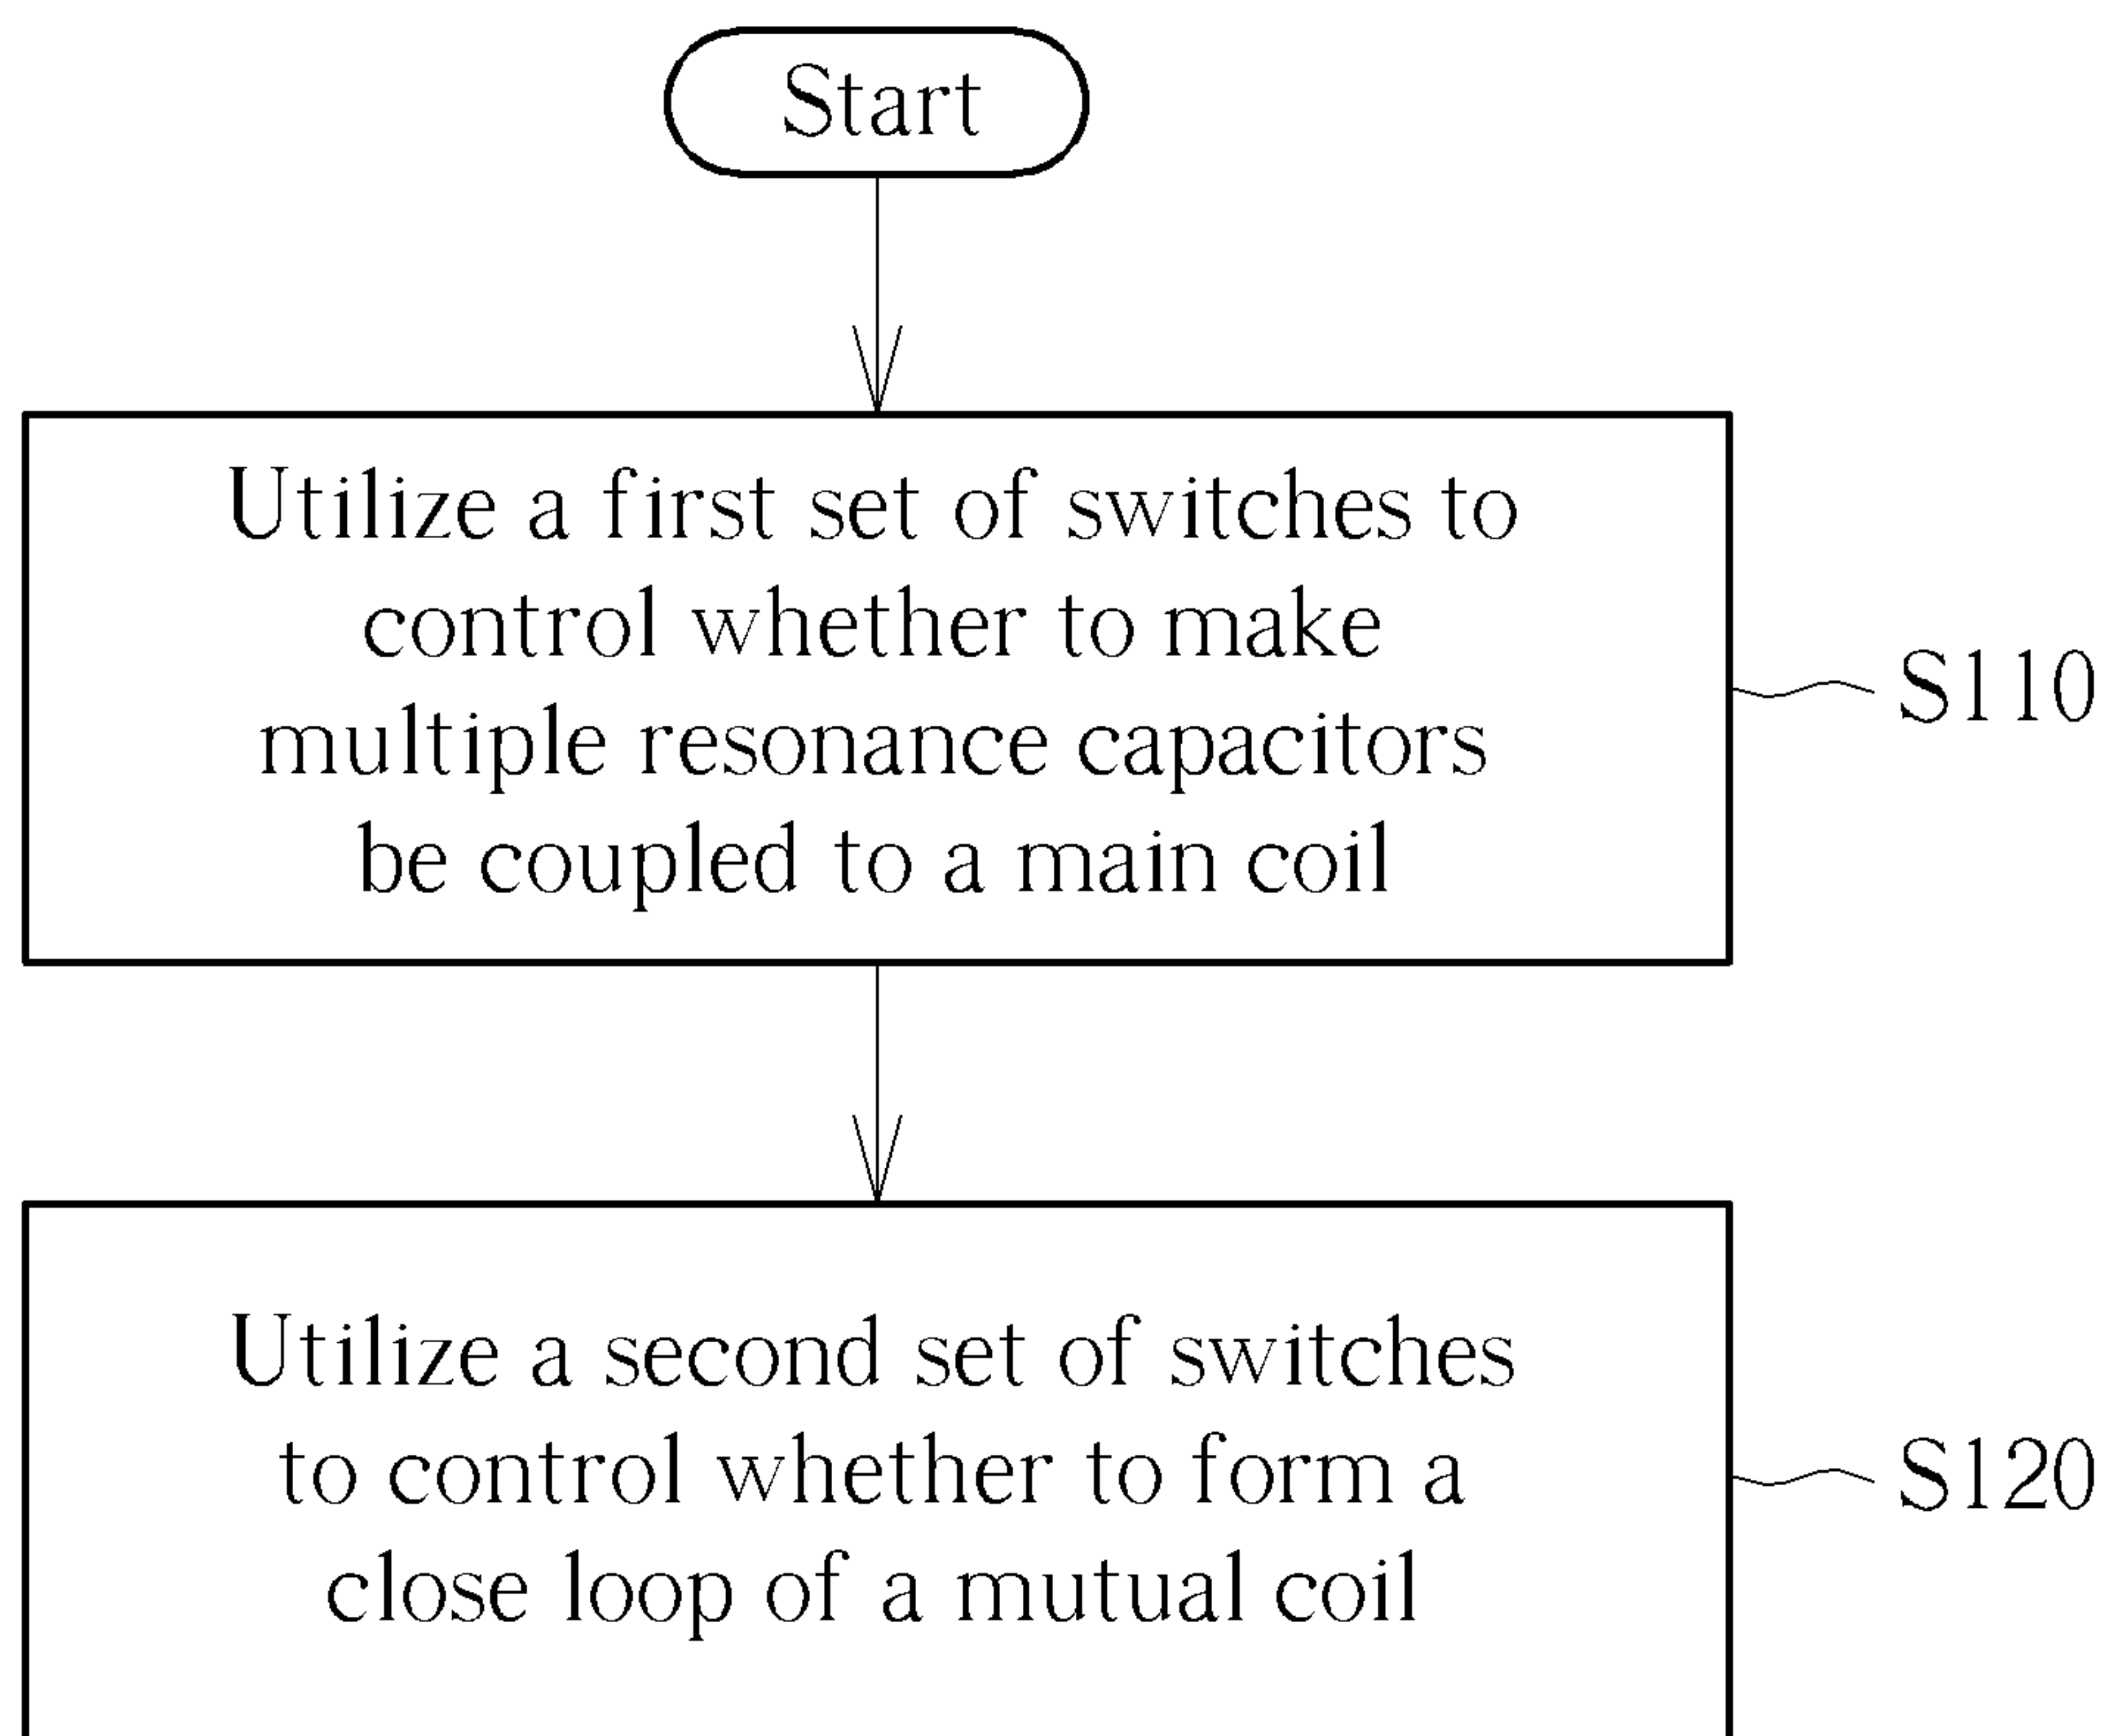 Start
Utilize a first set of switches to
control whether to make
multiple resonance capacitors
be coupled to a main coil
S110
Utilize a second set of switches
to control whether to form a
close loop of a mutual coil
S120